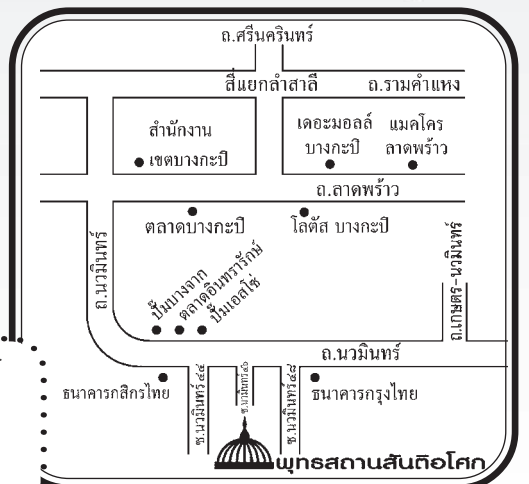 ถ.ศรีนครินทร์
สี่แยกลำสาลี
ถ.รามคำแหง
สำนักงาน
เขตบางกะปิ
เดอะมอลล์
บางกะปิ
แมคโคร
ลาดพร้าว
ถ.ลาดพร้าว
ตลาดบางกะปิ
โลตัส บางกะปิ
ถ.นวมินทร์
ปั๊มบางจาก
ตลาดอินทรารักษ์
ปั๊มเอสโซ่
ถ.เกษตร-นวมินทร์
ถ.นวมินทร์
ธนาคารกสิกรไทย
ซ.นวมินทร์๔๔
ซ.นวมินทร์๔๖
ซ.นวมินทร์๔๘
ธนาคารกรุงไทย
พุทธสถานสันติอโศก